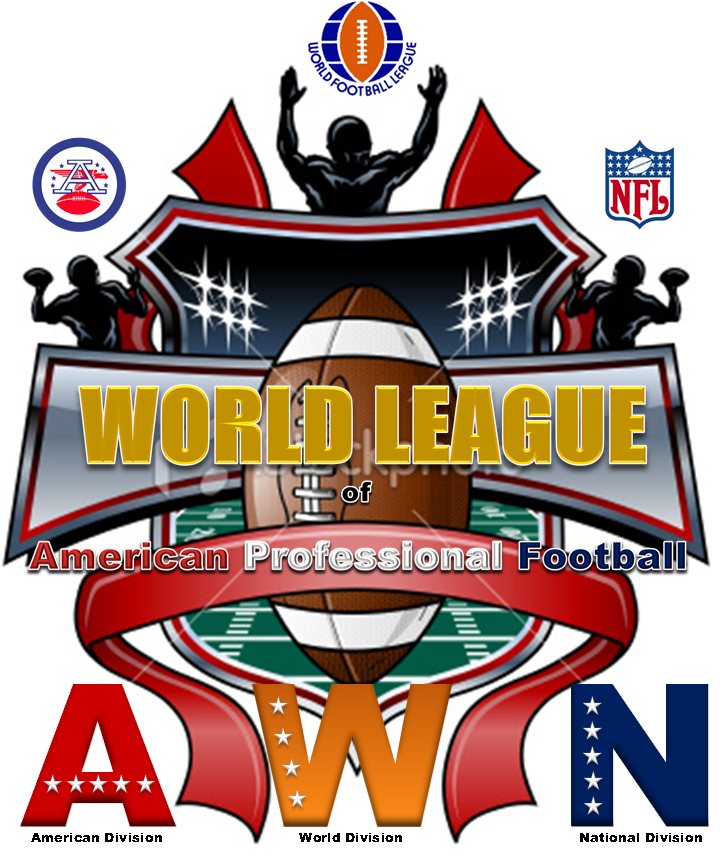 WORLD FOOTBALL LEAGUE
A
NFL
WORLD LEAGUE
of
American Professional Football
A W N
American Division
World Division
National Division